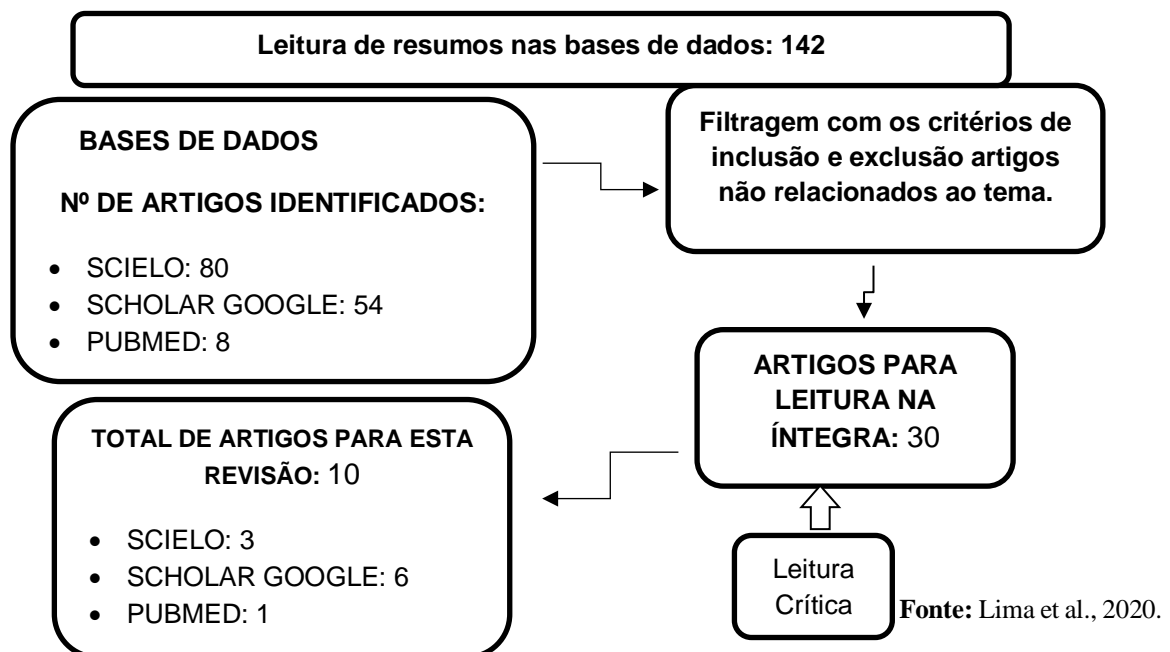 Leitura de resumos nas bases de dados: 142
BASES DE DADOS
Nº DE ARTIGOS IDENTIFICADOS:
• SCIELO: 80
• SCHOLAR GOOGLE: 54
• PUBMED: 8
Filtragem com os critérios de
inclusão e exclusão artigos
não relacionados ao tema.
ARTIGOS PARA
LEITURA NA
ÍNTEGRA: 30
TOTAL DE ARTIGOS PARA ESTA
REVISÃO: 10
• SCIELO: 3
• SCHOLAR GOOGLE: 6
• PUBMED: 1
Leitura
Crítica
Fonte: Lima et al., 2020.